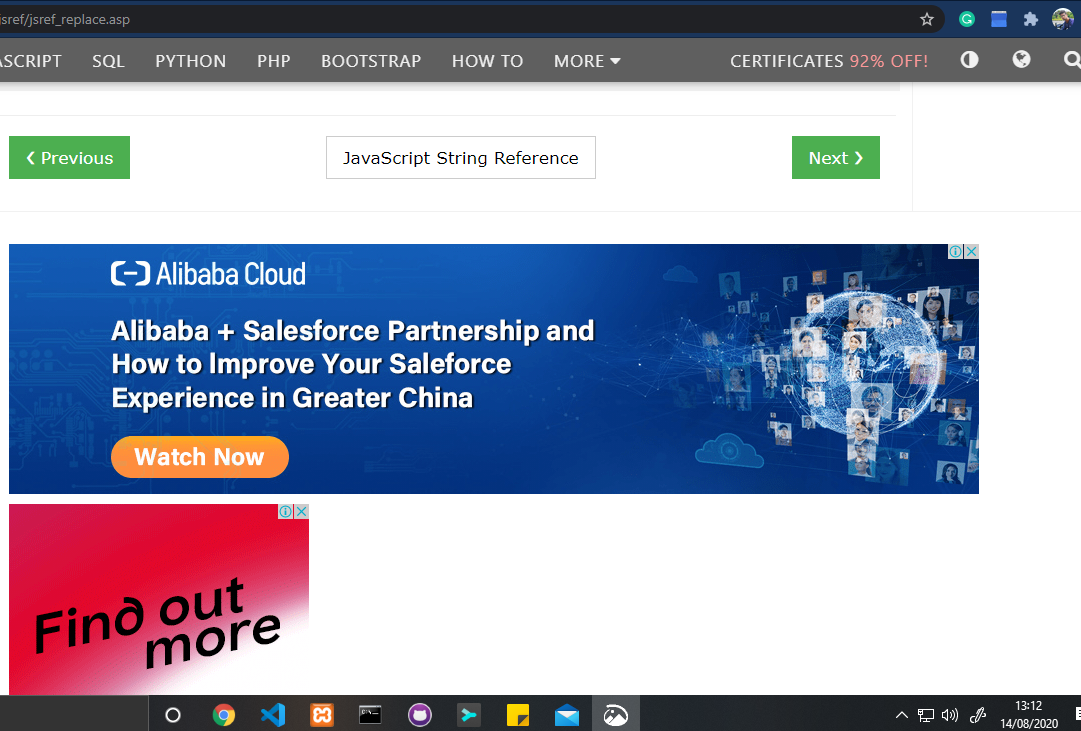 jsref/jsref_replace.asp
ASCRIPT SQL PYTHON PHP BOOTSTRAP HOW TO MORE CERTIFICATES 92% OFF!
❮ Previous JavaScript String Reference Next ❯
Alibaba Cloud
Alibaba + Salesforce Partnership and
How to Improve Your Saleforce
Experience in Greater China
Watch Now
Find out
more
13:12
14/08/2020